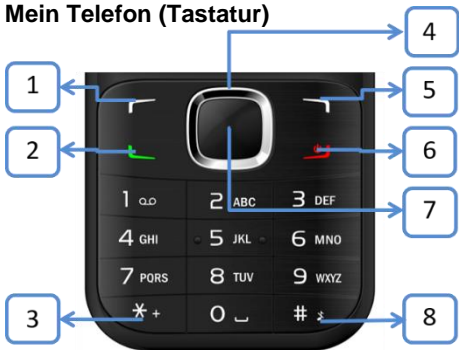 Mein Telefon (Tastatur)
4
1
5
2
6
7
1
2 ABC
3 DEF
4 GHI
5 JKL
6 MNO
7 PQRS
8 TUV
9 WXYZ
3
* +
0
#
8